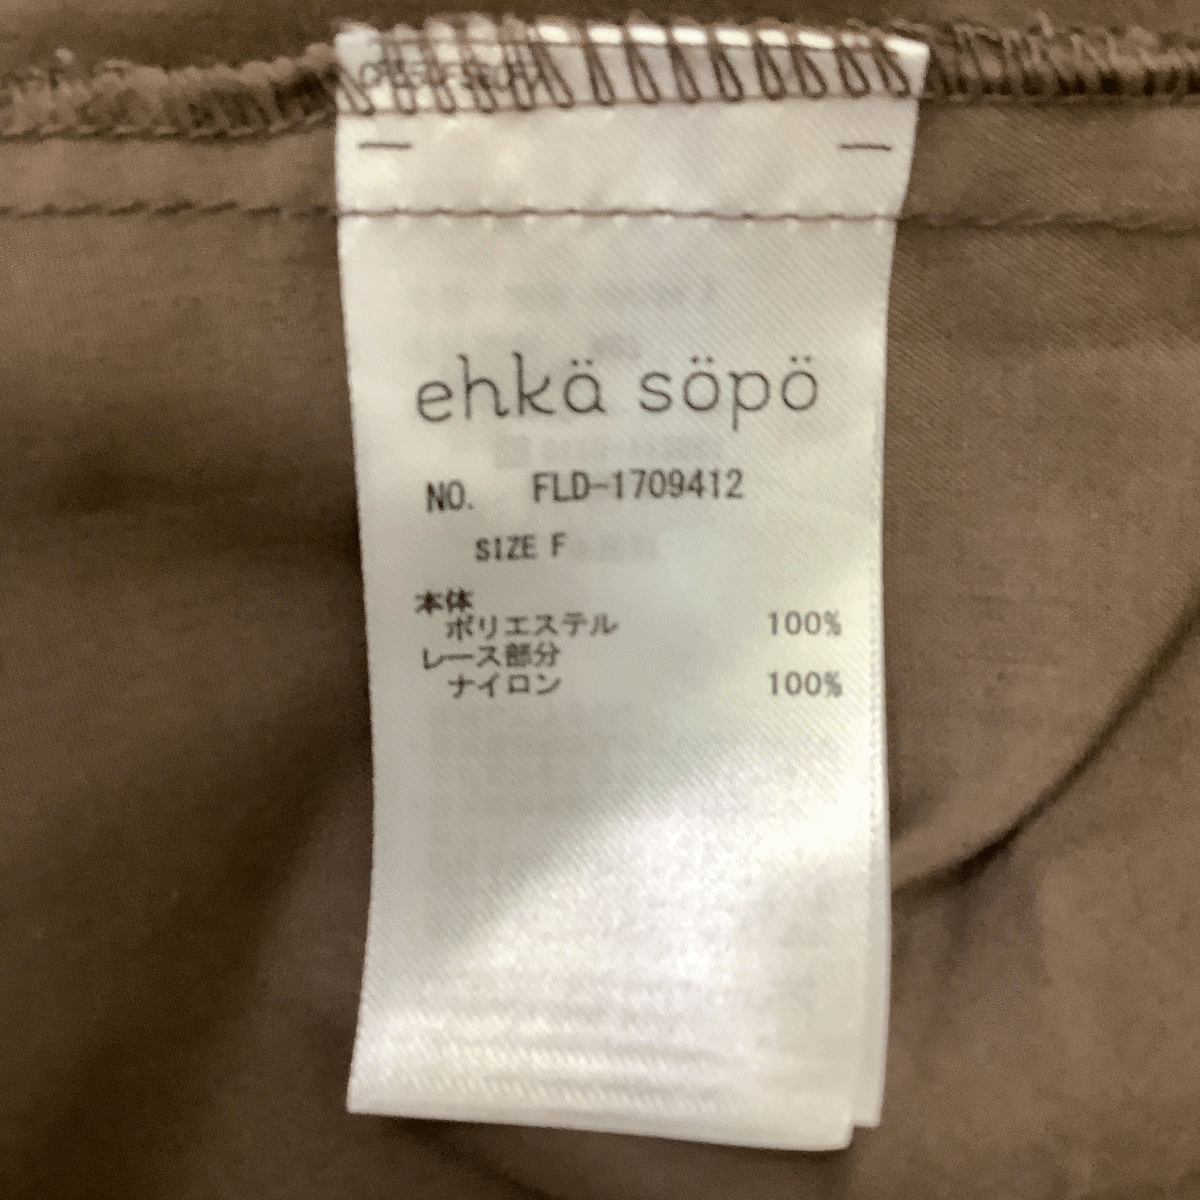 ehkä söpö
NO. FLD-1709412
SIZE F
本体
ポリエステル 100%
レース部分
ナイロン 100%